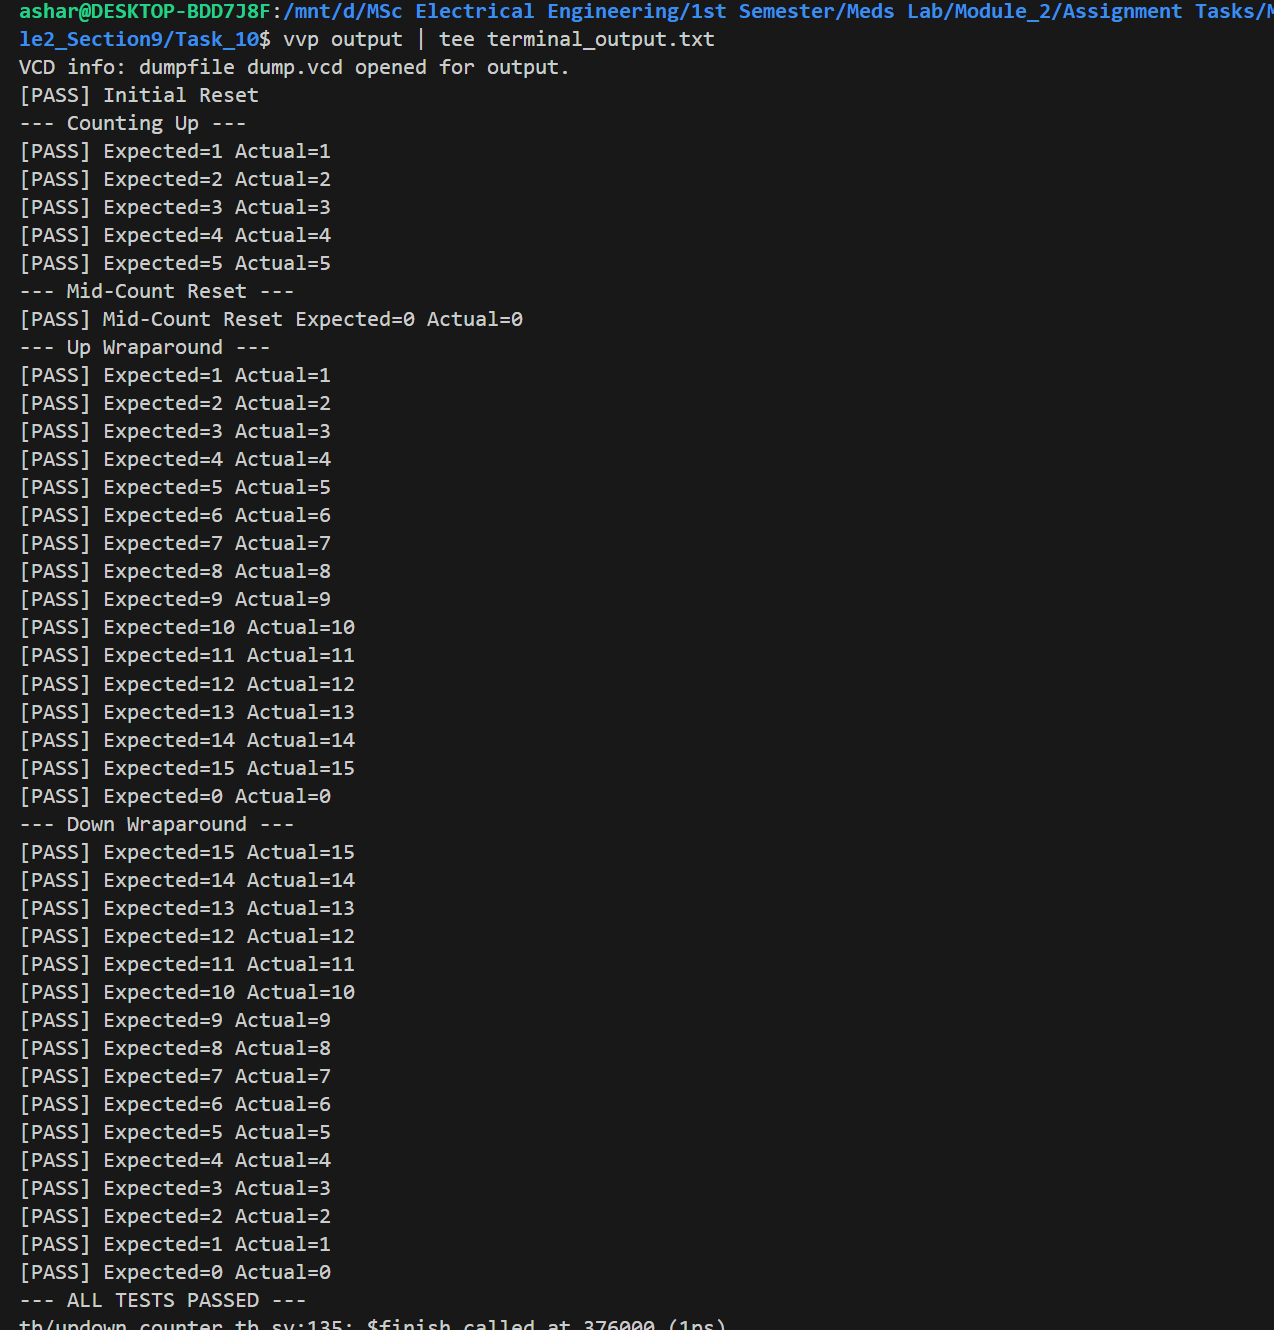 ashar@DESKTOP-BDD7J8F:/mnt/d/MSc Electrical Engineering/1st Semester/Meds Lab/Module_2/Assignment Tasks/
le2_Section9/Task_10$ vvp output | tee terminal_output.txt
VCD info: dumpfile dump.vcd opened for output.
[PASS] Initial Reset
--- Counting Up ---
[PASS] Expected=1 Actual=1
[PASS] Expected=2 Actual=2
[PASS] Expected=3 Actual=3
[PASS] Expected=4 Actual=4
[PASS] Expected=5 Actual=5
--- Mid-Count Reset ---
[PASS] Mid-Count Reset Expected=0 Actual=0
--- Up Wraparound ---
[PASS] Expected=1 Actual=1
[PASS] Expected=2 Actual=2
[PASS] Expected=3 Actual=3
[PASS] Expected=4 Actual=4
[PASS] Expected=5 Actual=5
[PASS] Expected=6 Actual=6
[PASS] Expected=7 Actual=7
[PASS] Expected=8 Actual=8
[PASS] Expected=9 Actual=9
[PASS] Expected=10 Actual=10
[PASS] Expected=11 Actual=11
[PASS] Expected=12 Actual=12
[PASS] Expected=13 Actual=13
[PASS] Expected=14 Actual=14
[PASS] Expected=15 Actual=15
[PASS] Expected=0 Actual=0
--- Down Wraparound ---
[PASS] Expected=15 Actual=15
[PASS] Expected=14 Actual=14
[PASS] Expected=13 Actual=13
[PASS] Expected=12 Actual=12
[PASS] Expected=11 Actual=11
[PASS] Expected=10 Actual=10
[PASS] Expected=9 Actual=9
[PASS] Expected=8 Actual=8
[PASS] Expected=7 Actual=7
[PASS] Expected=6 Actual=6
[PASS] Expected=5 Actual=5
[PASS] Expected=4 Actual=4
[PASS] Expected=3 Actual=3
[PASS] Expected=2 Actual=2
[PASS] Expected=1 Actual=1
[PASS] Expected=0 Actual=0
--- ALL TESTS PASSED ---
tb/updown_counter_tb.sv:135: $finish called at 376000 (1ps)